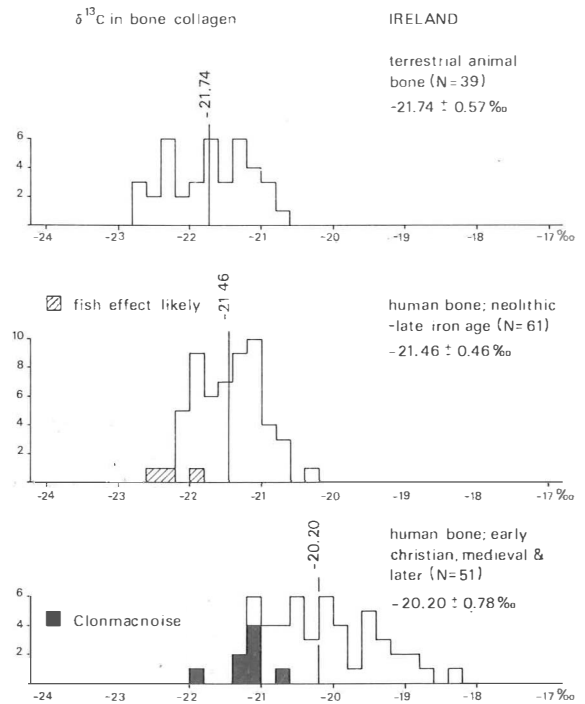 δ¹³C in bone collagen
IRELAND
terrestrial animal
bone (N=39)
-21.74 ± 0.57‰
-21.74
6
4
2
-24 -23 -22 -21 -20 -19 -18 -17‰
fish effect likely
human bone; neolithic
-late iron age (N=61)
-21.46 ± 0.46‰
-21.46
10
8
6
4
2
-24 -23 -22 -21 -20 -19 -18 -17‰
human bone; early
christian, medieval &
later (N=51)
-20.20 ± 0.78‰
-20.20
Clonmacnoise
6
4
2
-24 -23 -22 -21 -20 -19 -18 -17‰